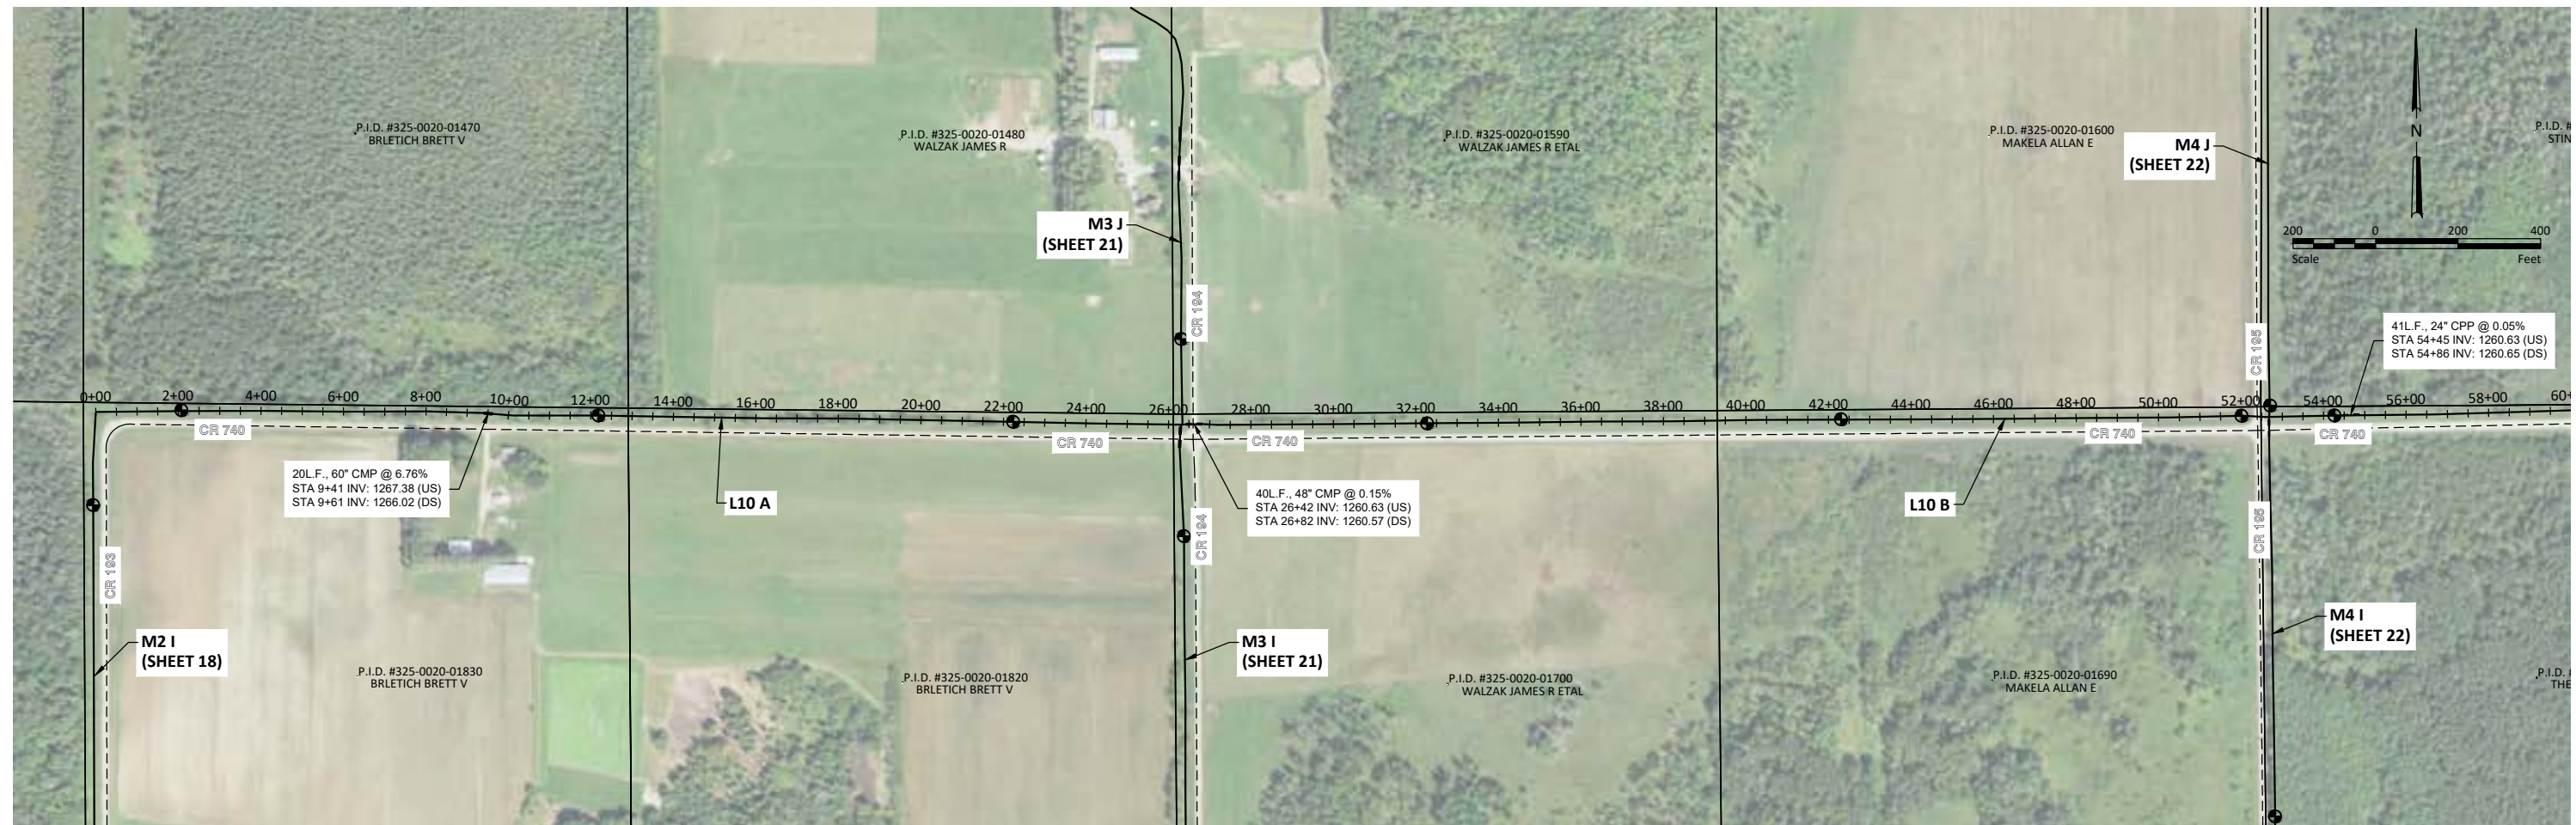 P.I.D. #325-0020-01470
BRLETICH BRETT V
P.I.D. #325-0020-01480
WALZAK JAMES R
P.I.D. #325-0020-01590
WALZAK JAMES R ETAL
P.I.D. #325-0020-01600
MAKELA ALLAN E
P.I.D. #
STIN
M4 J
(SHEET 22)
N
200 0 200 400
Scale Feet
M3 J
(SHEET 21)
CR 194
CR 195
41L.F., 24" CPP @ 0.05%
STA 54+45 INV: 1260.63 (US)
STA 54+86 INV: 1260.65 (DS)
0+00 2+00 4+00 6+00 8+00 10+00 12+00 14+00 16+00 18+00 20+00 22+00 24+00 26+00 28+00 30+00 32+00 34+00 36+00 38+00 40+00 42+00 44+00 46+00 48+00 50+00 52+00 54+00 56+00 58+00 60+
CR 740 CR 740 CR 740 CR 740 CR 740
20L.F., 60" CMP @ 6.76%
STA 9+41 INV: 1267.38 (US)
STA 9+61 INV: 1266.02 (DS)
L10 A
40L.F., 48" CMP @ 0.15%
STA 26+42 INV: 1260.63 (US)
STA 26+82 INV: 1260.57 (DS)
L10 B
CR 193
CR 194
CR 195
M2 I
(SHEET 18)
M3 I
(SHEET 21)
M4 I
(SHEET 22)
P.I.D. #325-0020-01830
BRLETICH BRETT V
P.I.D. #325-0020-01820
BRLETICH BRETT V
P.I.D. #325-0020-01700
WALZAK JAMES R ETAL
P.I.D. #325-0020-01690
MAKELA ALLAN E
P.I.D. #
THE